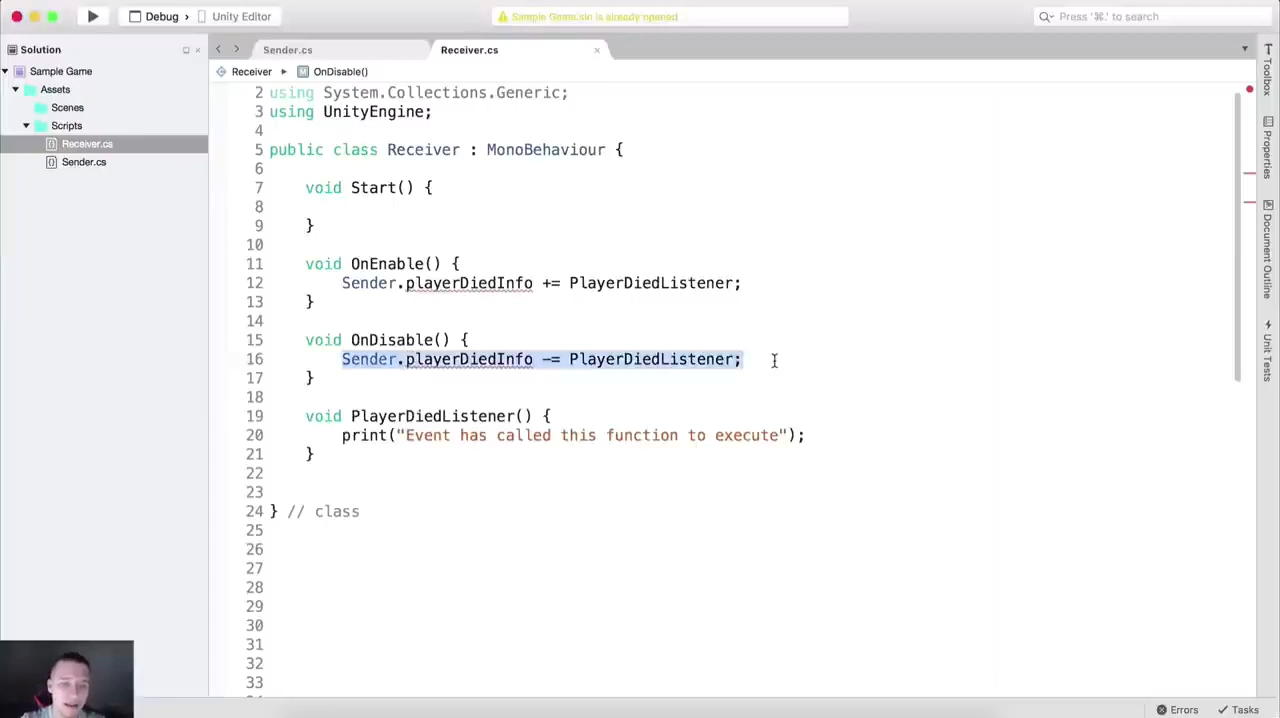 Debug
Unity Editor
Sample Game.sln is already opened
Press '⌘.' to search
Solution
Sender.cs
Receiver.cs
Receiver
OnDisable()
Sample Game
Assets
Scenes
Scripts
Receiver.cs
Sender.cs
2 using System.Collections.Generic;
3 using UnityEngine;
4
5 public class Receiver : MonoBehaviour {
6
7 void Start() {
8
9 }
10
11 void OnEnable() {
12 Sender.playerDiedInfo += PlayerDiedListener;
13 }
14
15 void OnDisable() {
16 Sender.playerDiedInfo -= PlayerDiedListener;
17 }
18
19 void PlayerDiedListener() {
20 print("Event has called this function to execute");
21 }
22
23
24 } // class
25
26
27
28
29
30
31
32
33
Toolbox
Properties
Document Outline
Unit Tests
Errors
Tasks